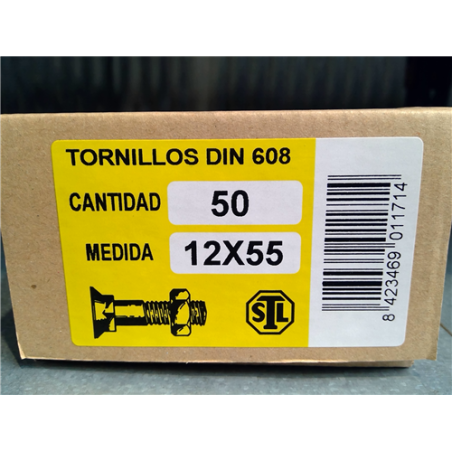 TORNILLOS DIN 608
CANTIDAD 50
MEDIDA 12X55
STL
8 423469 011714